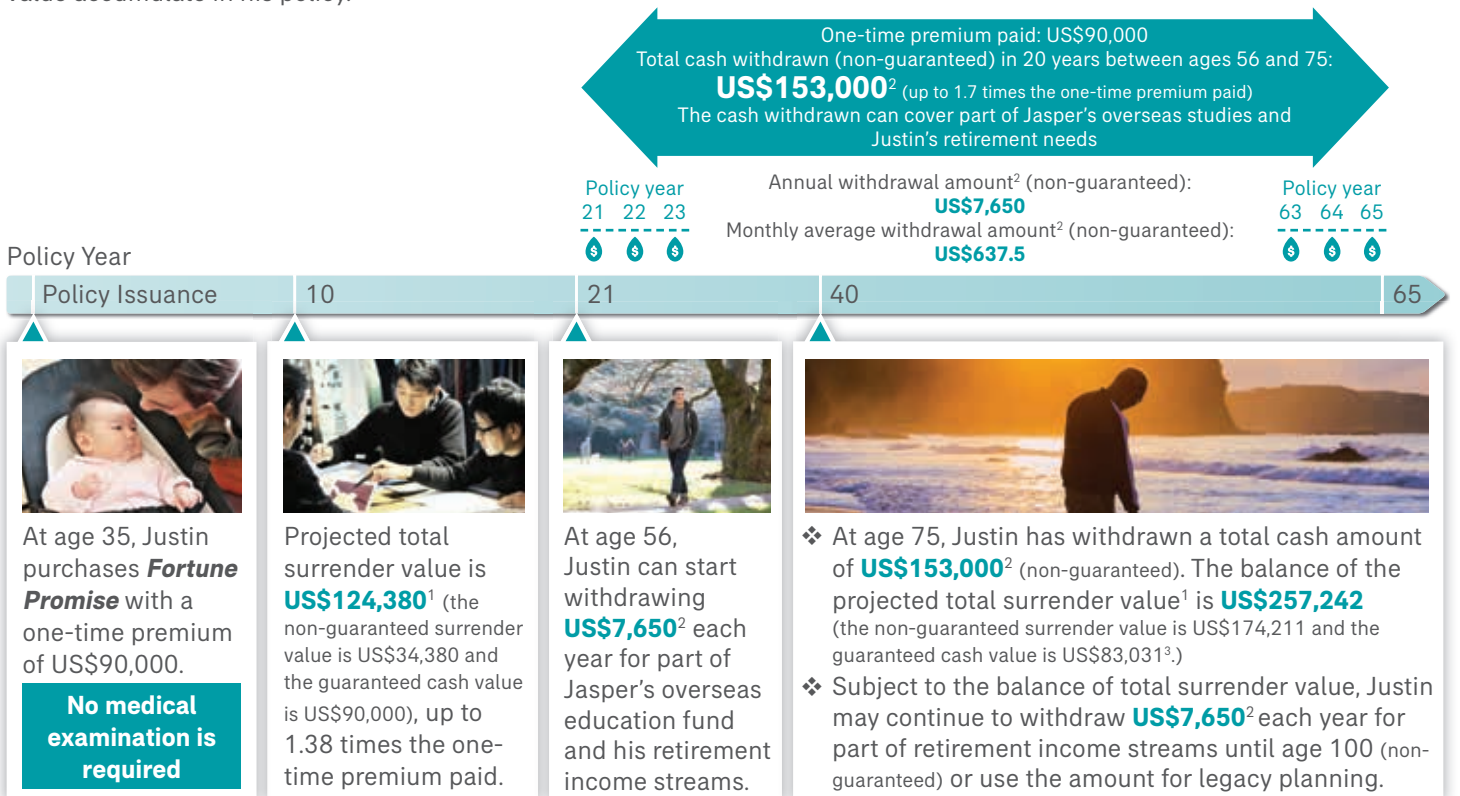 value accumulate in his policy.
One-time premium paid: US$90,000
Total cash withdrawn (non-guaranteed) in 20 years between ages 56 and 75:
US$153,000² (up to 1.7 times the one-time premium paid)
The cash withdrawn can cover part of Jasper's overseas studies and
Justin's retirement needs
Policy year
21 22 23
$ $ $
Annual withdrawal amount² (non-guaranteed):
US$7,650
Monthly average withdrawal amount² (non-guaranteed):
US$637.5
Policy year
63 64 65
$ $ $
Policy Year
Policy Issuance 10 21 40 65
At age 35, Justin
purchases Fortune
Promise with a
one-time premium
of US$90,000.
No medical
examination is
required
Projected total
surrender value is
US$124,380¹ (the
non-guaranteed surrender
value is US$34,380 and
the guaranteed cash value
is US$90,000), up to
1.38 times the one-
time premium paid.
At age 56,
Justin can start
withdrawing
US$7,650² each
year for part of
Jasper's overseas
education fund
and his retirement
income streams.
❖ At age 75, Justin has withdrawn a total cash amount
of US$153,000² (non-guaranteed). The balance of the
projected total surrender value¹ is US$257,242
(the non-guaranteed surrender value is US$174,211 and the
guaranteed cash value is US$83,031³.)
❖ Subject to the balance of total surrender value, Justin
may continue to withdraw US$7,650² each year for
part of retirement income streams until age 100 (non-
guaranteed) or use the amount for legacy planning.